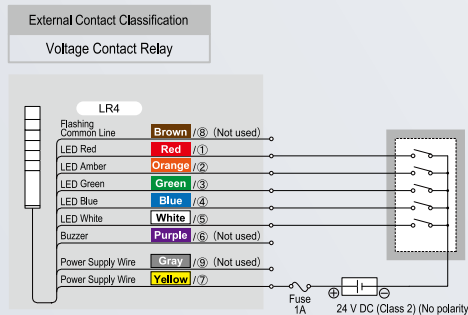 External Contact Classification
Voltage Contact Relay
LR4
Flashing
Common Line Brown /⑧ (Not used)
LED Red Red /①
LED Amber Orange /②
LED Green Green /③
LED Blue Blue /④
LED White White /⑤
Buzzer Purple /⑥ (Not used)
Power Supply Wire Gray /⑨ (Not used)
Power Supply Wire Yellow /⑦
Fuse
1A
⊕ ⊖
24 V DC (Class 2) (No polarity